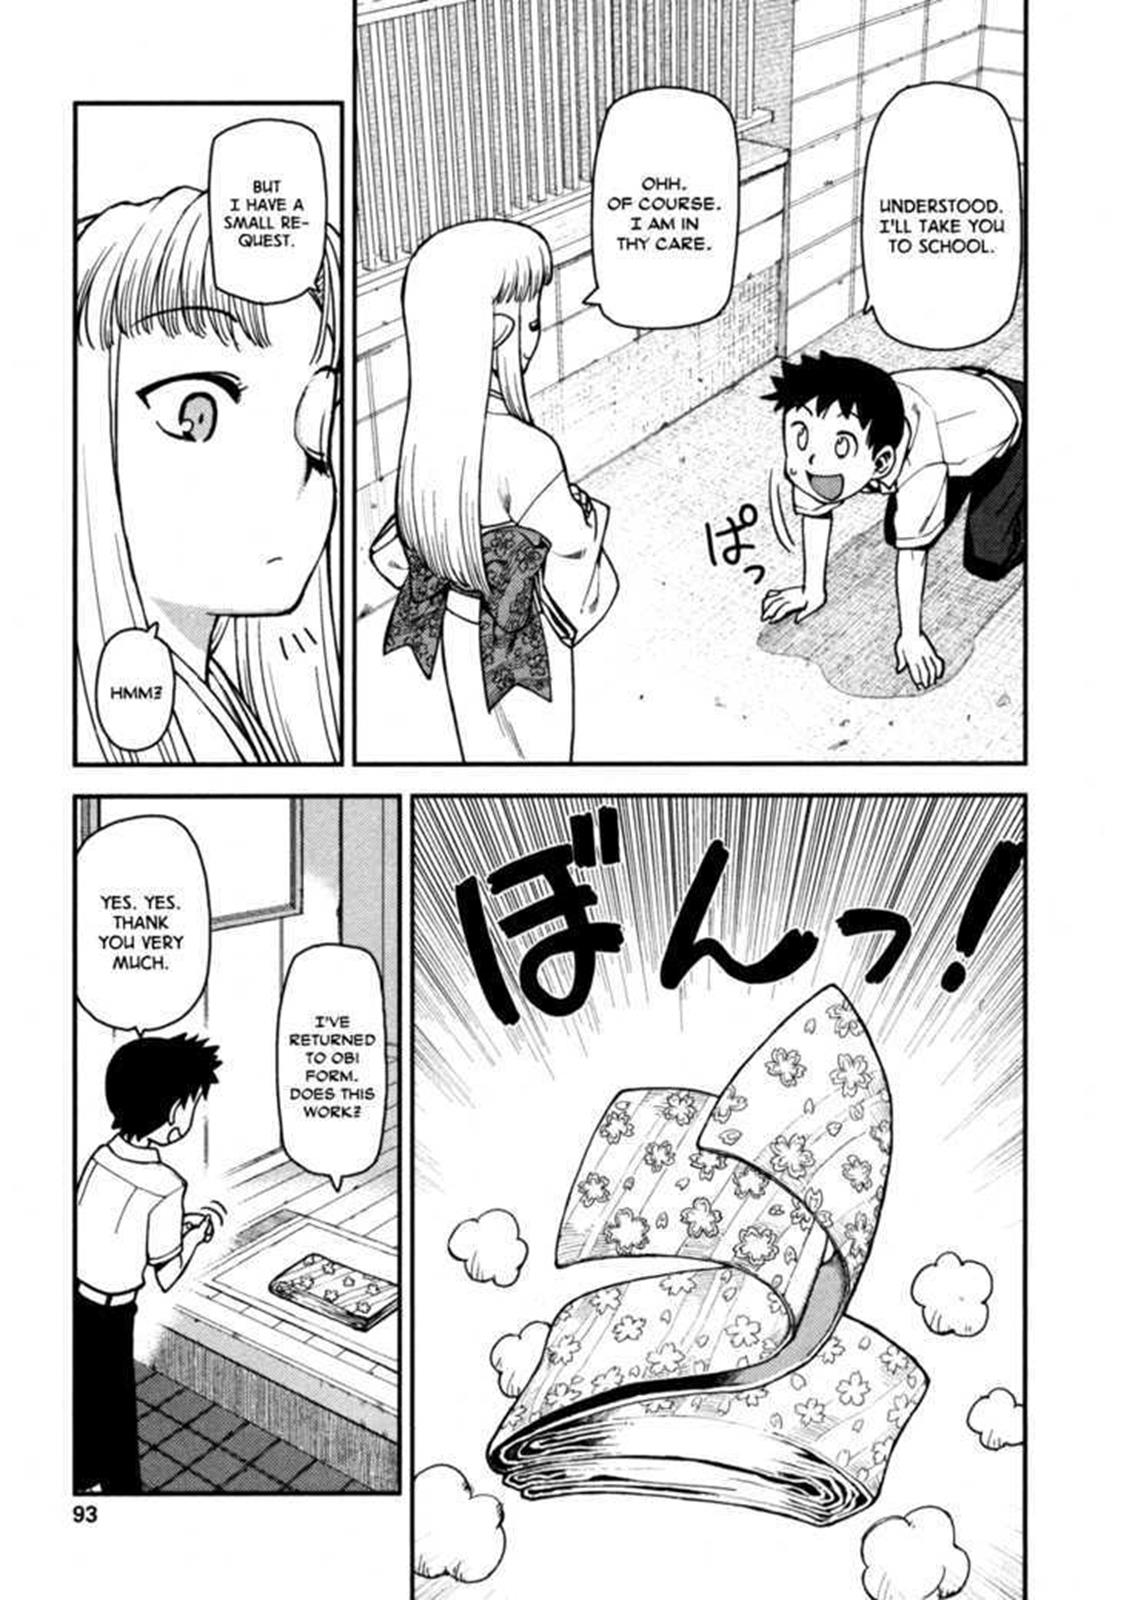 UNDERSTOOD.
I'LL TAKE YOU
TO SCHOOL.
OHH.
OF COURSE.
I AM IN
THY CARE.
ぱっ
BUT
I HAVE A
SMALL RE-
QUEST.
HMM?
ぼんっ!
I'VE
RETURNED
TO OBI
FORM.
DOES THIS
WORK?
YES, YES.
THANK
YOU VERY
MUCH.
93